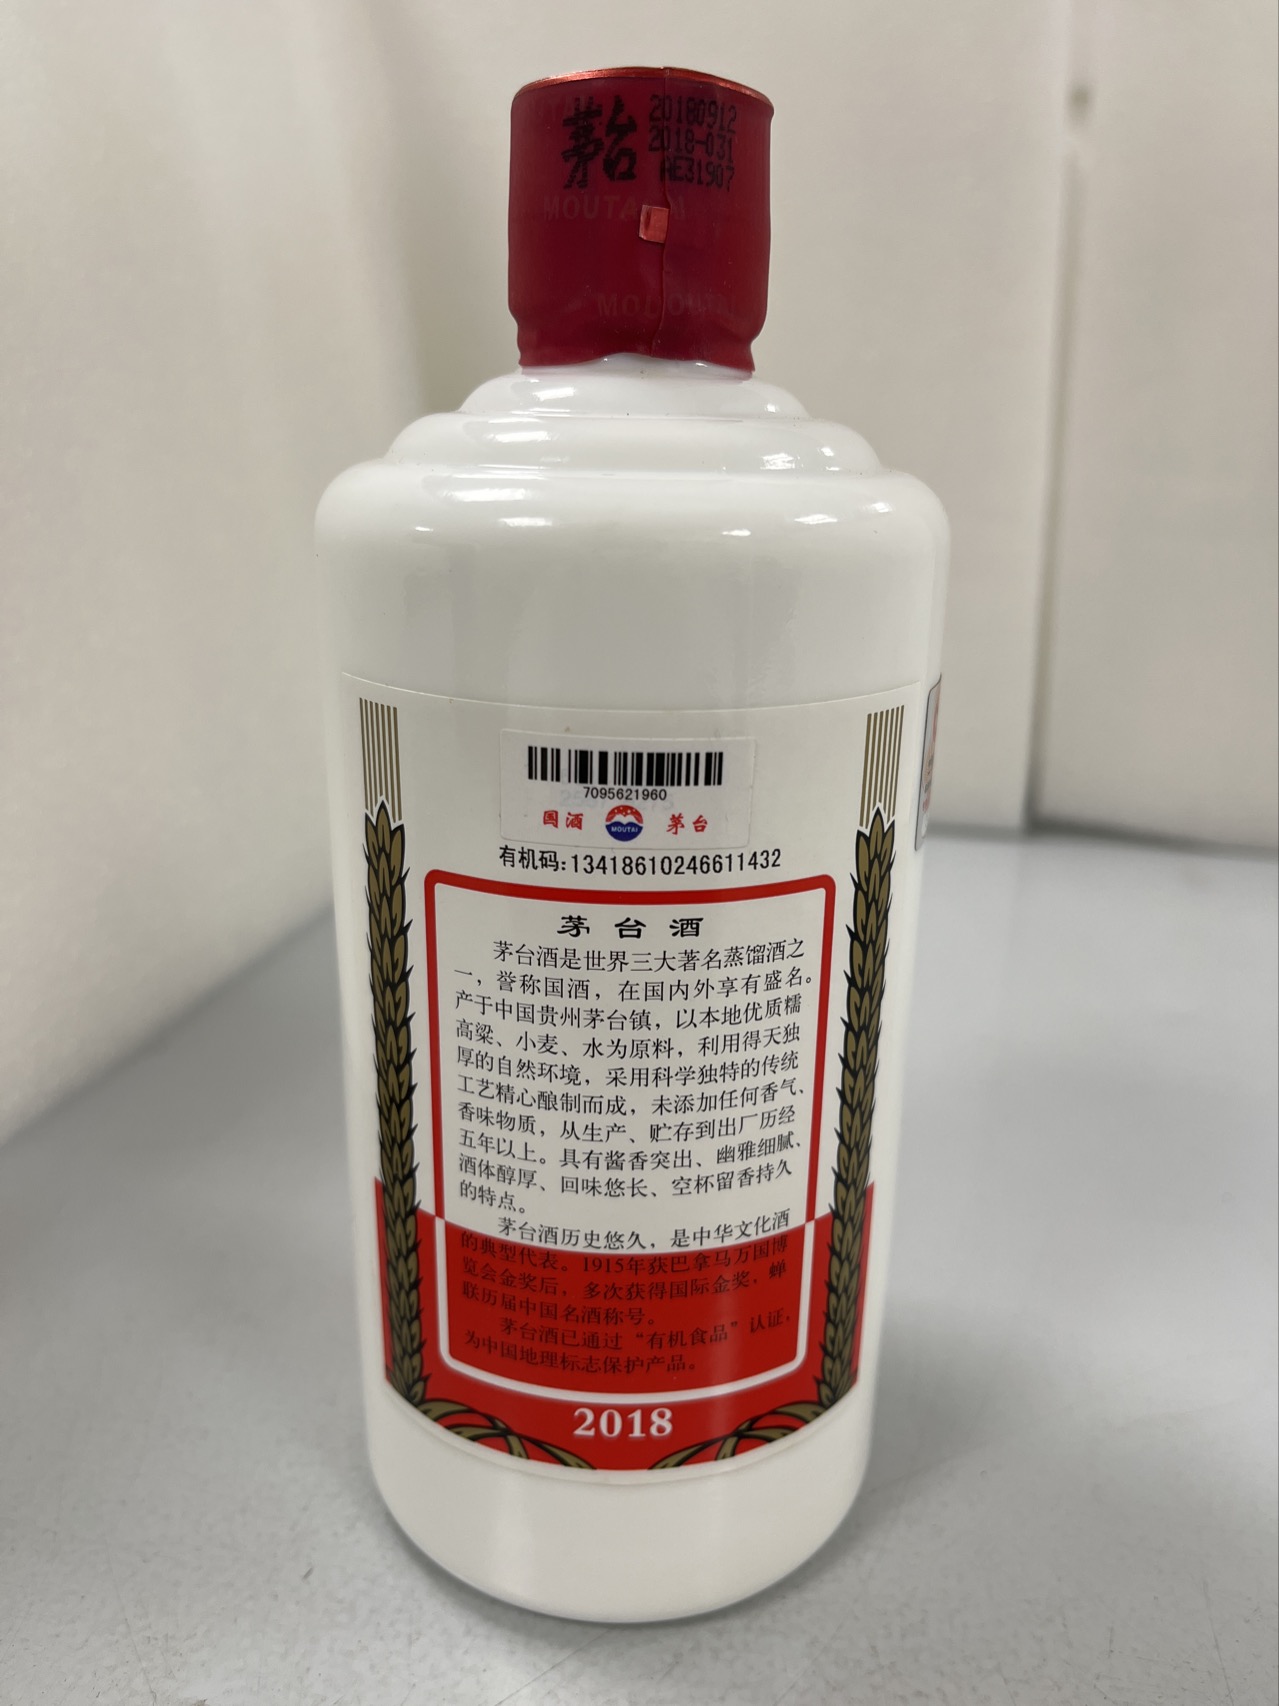 茅台
20180912
2018-031
AE31907
MOUTAI
MOUTAI
7095621960
国酒
MOUTAI
茅台
有机码:13418610246611432
茅台酒
茅台酒是世界三大著名蒸馏酒之
一，誉称国酒，在国内外享有盛名。
产于中国贵州茅台镇，以本地优质糯
高粱、小麦、水为原料，利用得天独
厚的自然环境，采用科学独特的传统
工艺精心酿制而成，未添加任何香气、
香味物质，从生产、贮存到出厂历经
五年以上。具有酱香突出、幽雅细腻、
酒体醇厚、回味悠长、空杯留香持久
的特点。
茅台酒历史悠久，是中华文化酒
的典型代表。1915年获巴拿马万国博
览会金奖后，多次获得国际金奖，蝉
联历届中国名酒称号。
茅台酒已通过“有机食品”认证，
为中国地理标志保护产品。
2018